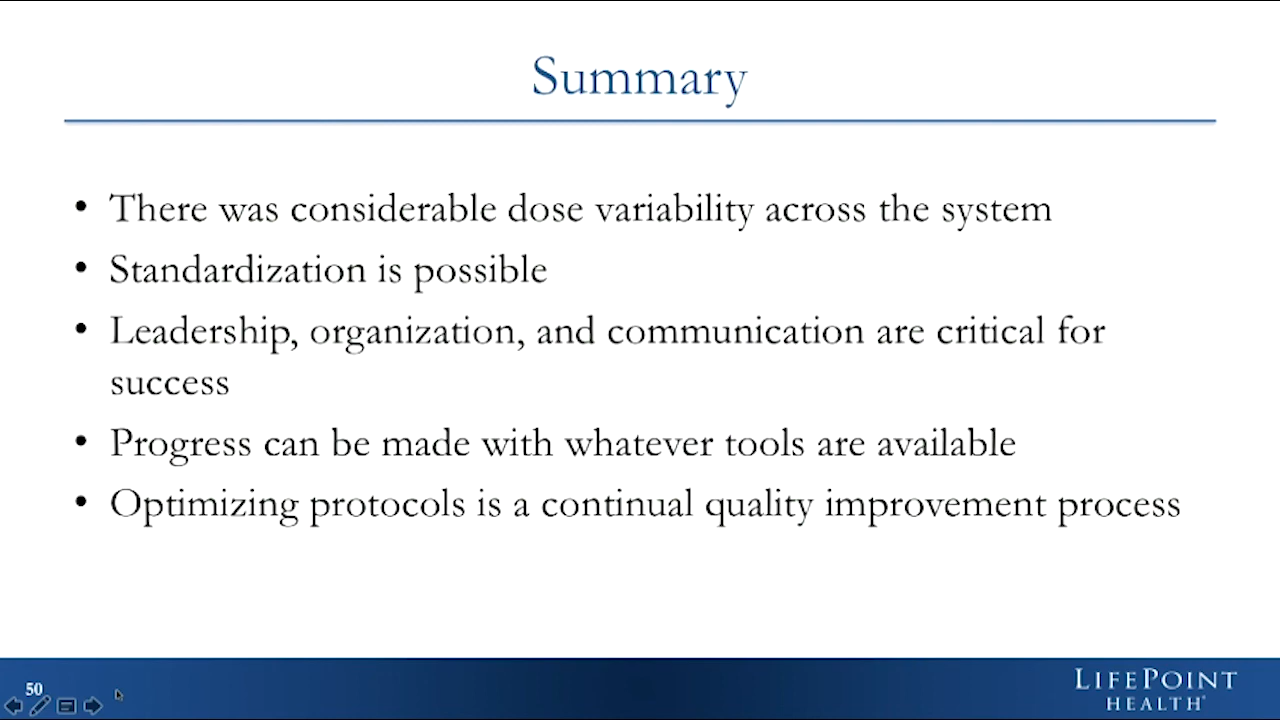 Summary
• There was considerable dose variability across the system
• Standardization is possible
• Leadership, organization, and communication are critical for
success
• Progress can be made with whatever tools are available
• Optimizing protocols is a continual quality improvement process
50
LIFEPOINT
HEALTH®